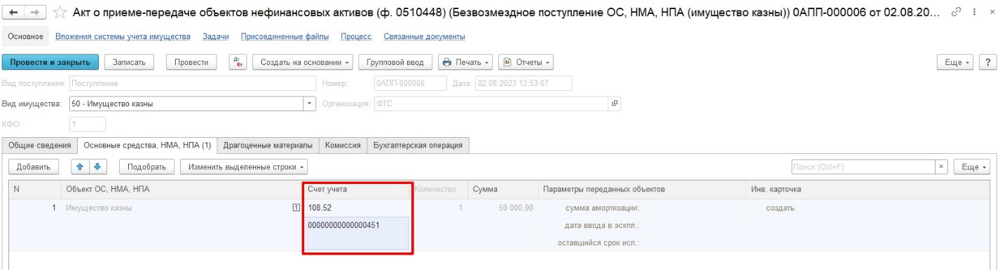 Акт о приеме-передаче объектов нефинансовых активов (ф. 0510448) (Безвозмездное поступление ОС, НМА, НПА (имущество казны)) 0АПП-000006 от 02.08.20...
Основное Вложения системы учета имущества Задачи Присоединенные файлы Процесс Связанные документы
Провести и закрыть Записать Провести Дт Кт Создать на основании Групповой ввод Печать Отчеты Еще ?
Вид поступления: Поступление Номер: 0АПП-000006 Дата: 02.08.2023 13:53:07
Вид имущества: 50 - Имущество казны Организация: ФТС
КФО: 1
Общие сведения Основные средства, НМА, НПА (1) Драгоценные материалы Комиссия Бухгалтерская операция
Добавить Подобрать Изменить выделенные строки Поиск (Ctrl+F) × Еще
N Объект ОС, НМА, НПА Счет учета Количество Сумма Параметры переданных объектов Инв. карточка
1 Имущество казны 1 108.52 1 50 000,00 сумма амортизации: создать
00000000000000451 дата ввода в эскпл.:
оставшийся срок исп.: